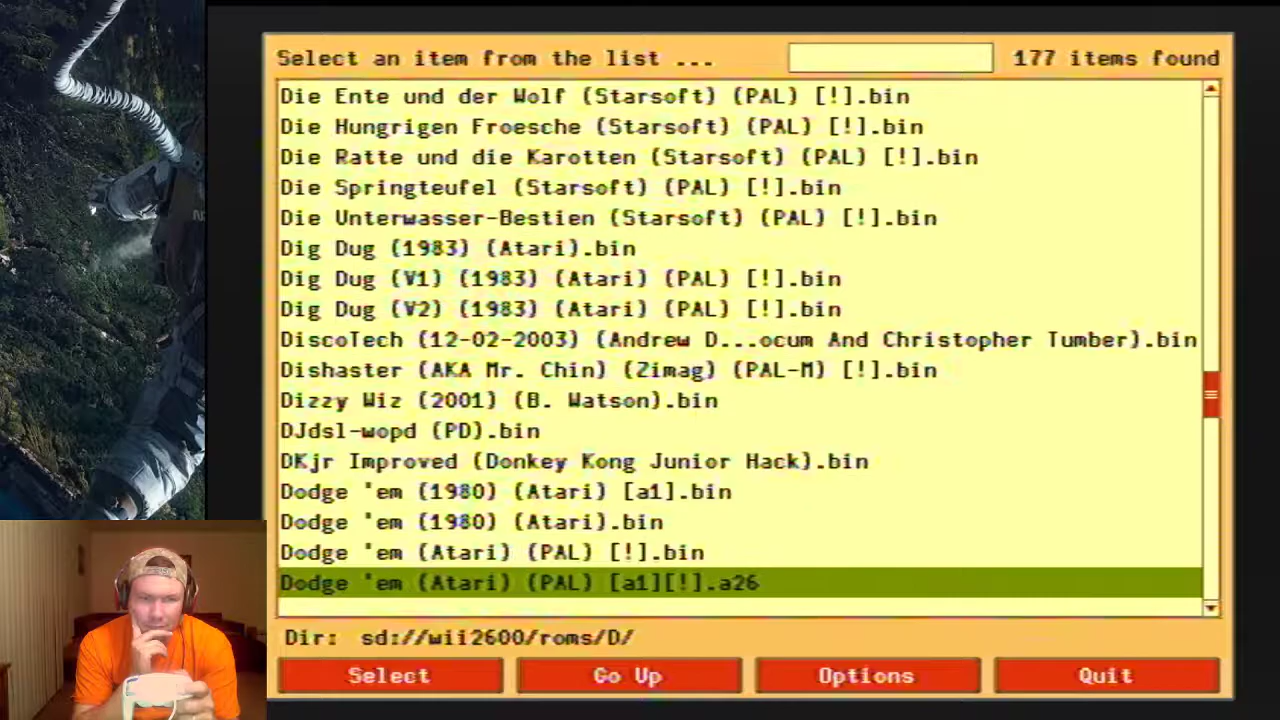 Select an item from the list ... 177 items found
Die Ente und der Wolf (Starsoft) (PAL) [!].bin
Die Hungrigen Froesche (Starsoft) (PAL) [!].bin
Die Ratte und die Karotten (Starsoft) (PAL) [!].bin
Die Springteufel (Starsoft) (PAL) [!].bin
Die Unterwasser-Bestien (Starsoft) (PAL) [!].bin
Dig Dug (1983) (Atari).bin
Dig Dug (V1) (1983) (Atari) (PAL) [!].bin
Dig Dug (V2) (1983) (Atari) (PAL) [!].bin
DiscoTech (12-02-2003) (Andrew D...ocum And Christopher Tumber).bin
Dishaster (AKA Mr. Chin) (Zimag) (PAL-M) [!].bin
Dizzy Wiz (2001) (B. Watson).bin
DJdsl-wopd (PD).bin
DKjr Improved (Donkey Kong Junior Hack).bin
Dodge 'em (1980) (Atari) [a1].bin
Dodge 'em (1980) (Atari).bin
Dodge 'em (Atari) (PAL) [!].bin
Dodge 'em (Atari) (PAL) [a1][!].a26
Dir: sd://wii2600/roms/D/
Select Go Up Options Quit